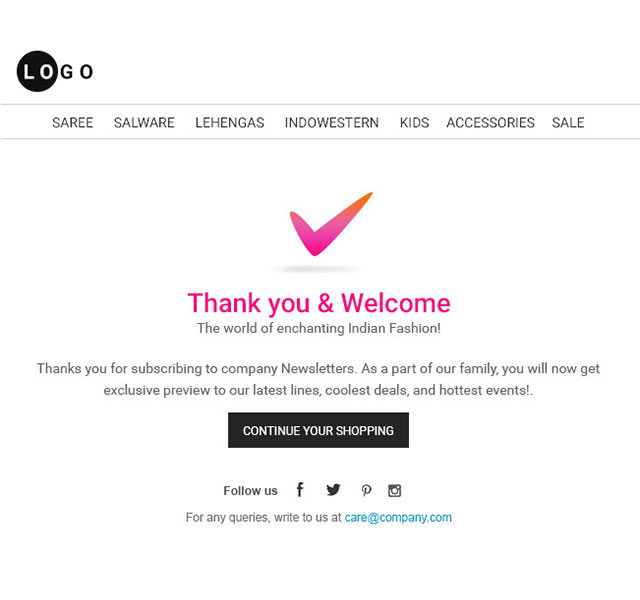 LOGO
SAREE SALWARE LEHENGAS INDOWESTERN KIDS ACCESSORIES SALE
Thank you & Welcome
The world of enchanting Indian Fashion!
Thanks you for subscribing to company Newsletters. As a part of our family, you will now get
exclusive preview to our latest lines, coolest deals, and hottest events!.
CONTINUE YOUR SHOPPING
Follow us
For any queries, write to us at care@company.com